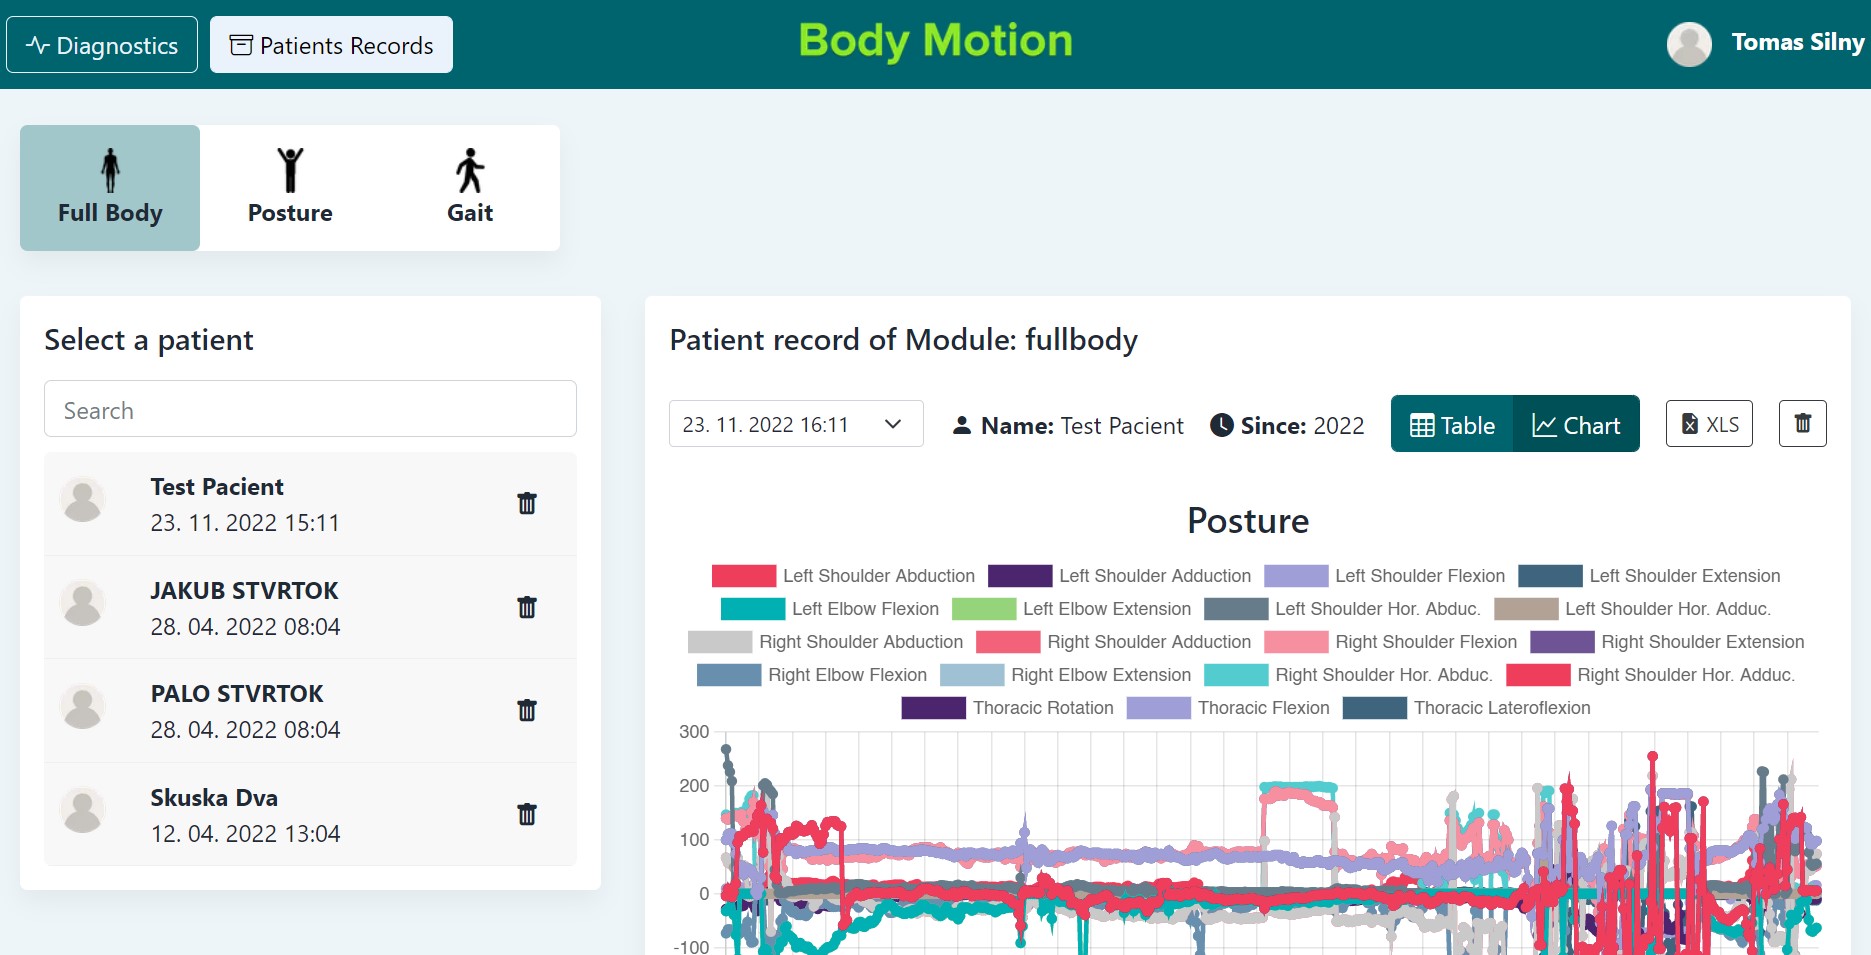 Diagnostics
Patients Records
Body Motion
Tomas Silny
Full Body
Posture
Gait
Select a patient
Search
Test Pacient
23. 11. 2022 15:11
JAKUB STVRTOK
28. 04. 2022 08:04
PALO STVRTOK
28. 04. 2022 08:04
Skuska Dva
12. 04. 2022 13:04
Patient record of Module: fullbody
23. 11. 2022 16:11
Name: Test Pacient
Since: 2022
Table
Chart
XLS
Posture
Left Shoulder Abduction Left Shoulder Adduction Left Shoulder Flexion Left Shoulder Extension
Left Elbow Flexion Left Elbow Extension Left Shoulder Hor. Abduc. Left Shoulder Hor. Adduc.
Right Shoulder Abduction Right Shoulder Adduction Right Shoulder Flexion Right Shoulder Extension
Right Elbow Flexion Right Elbow Extension Right Shoulder Hor. Abduc. Right Shoulder Hor. Adduc.
Thoracic Rotation Thoracic Flexion Thoracic Lateroflexion
300
200
100
0
-100